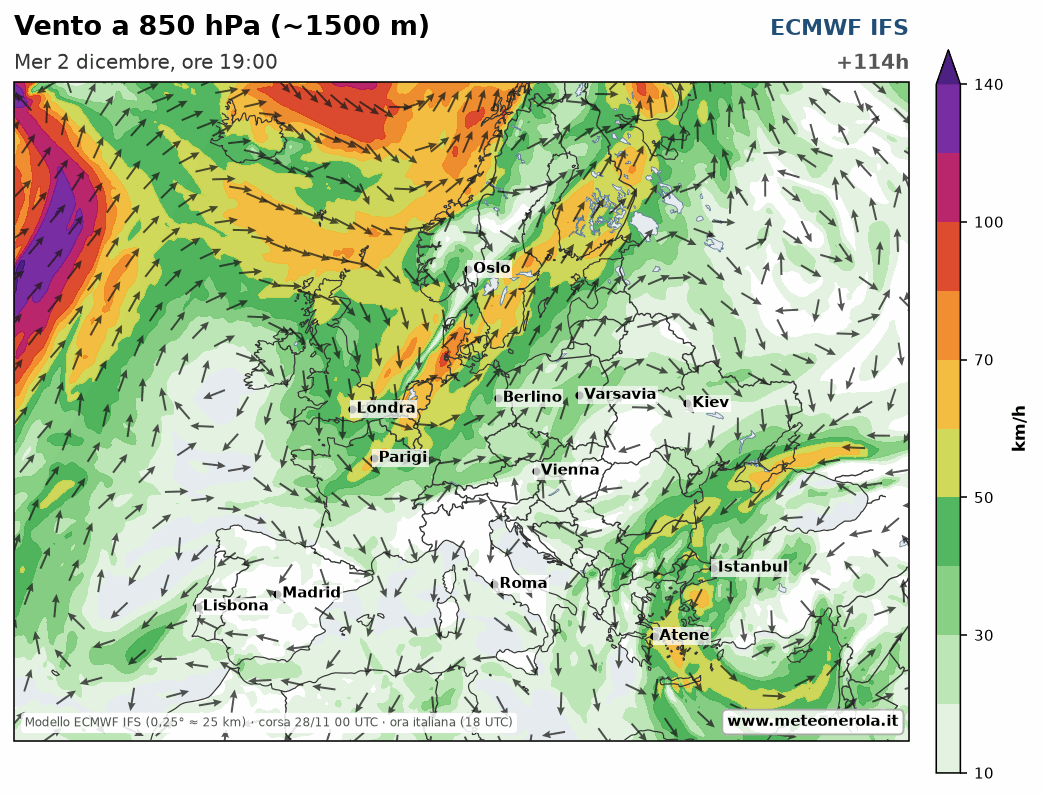 Vento a 850 hPa (~1500 m)
ECMWF IFS
Mer 2 dicembre, ore 19:00
+114h
140
100
70
50
30
10
km/h
Oslo
Londra
Berlino
Varsavia
Kiev
Parigi
Vienna
Istanbul
Roma
Madrid
Lisbona
Atene
Modello ECMWF IFS (0,25° ≈ 25 km) · corsa 28/11 00 UTC · ora italiana (18 UTC)
www.meteonerola.it